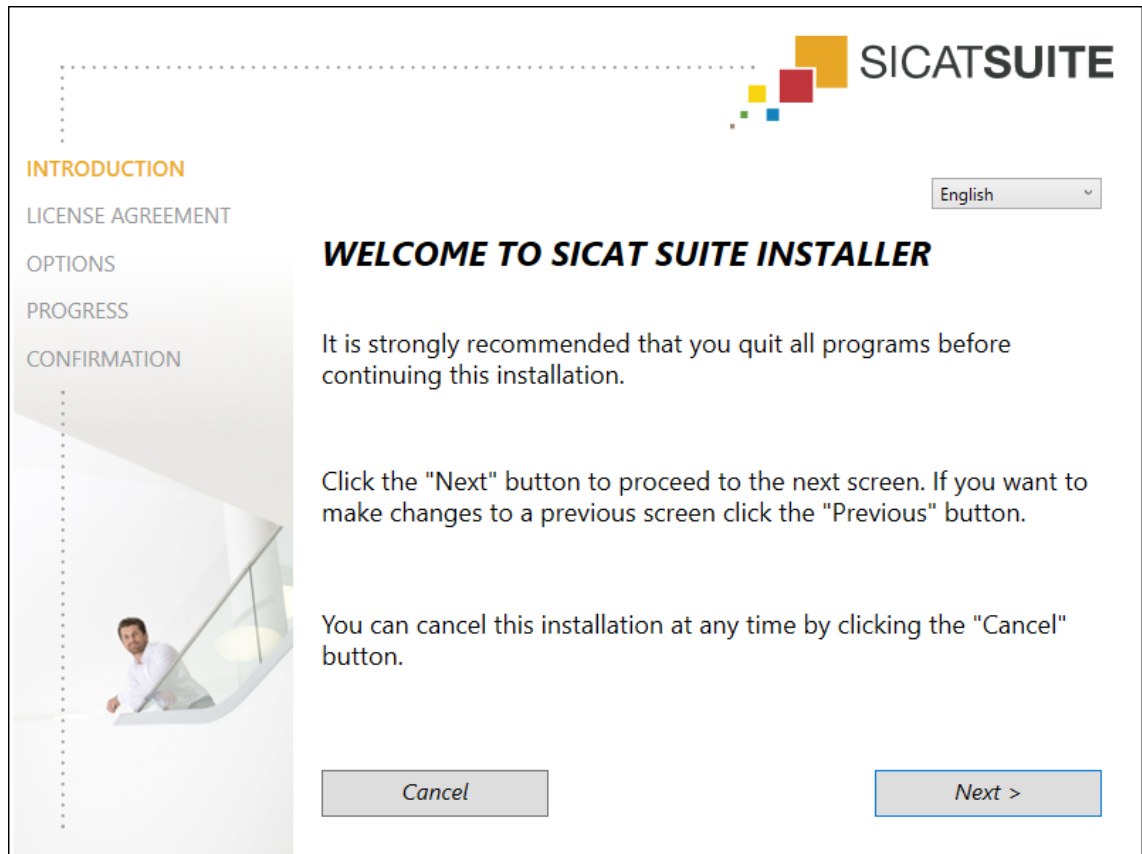 SICATSUITE
INTRODUCTION
LICENSE AGREEMENT
OPTIONS
PROGRESS
CONFIRMATION
English
WELCOME TO SICAT SUITE INSTALLER
It is strongly recommended that you quit all programs before
continuing this installation.
Click the "Next" button to proceed to the next screen. If you want to
make changes to a previous screen click the "Previous" button.
You can cancel this installation at any time by clicking the "Cancel"
button.
Cancel
Next >